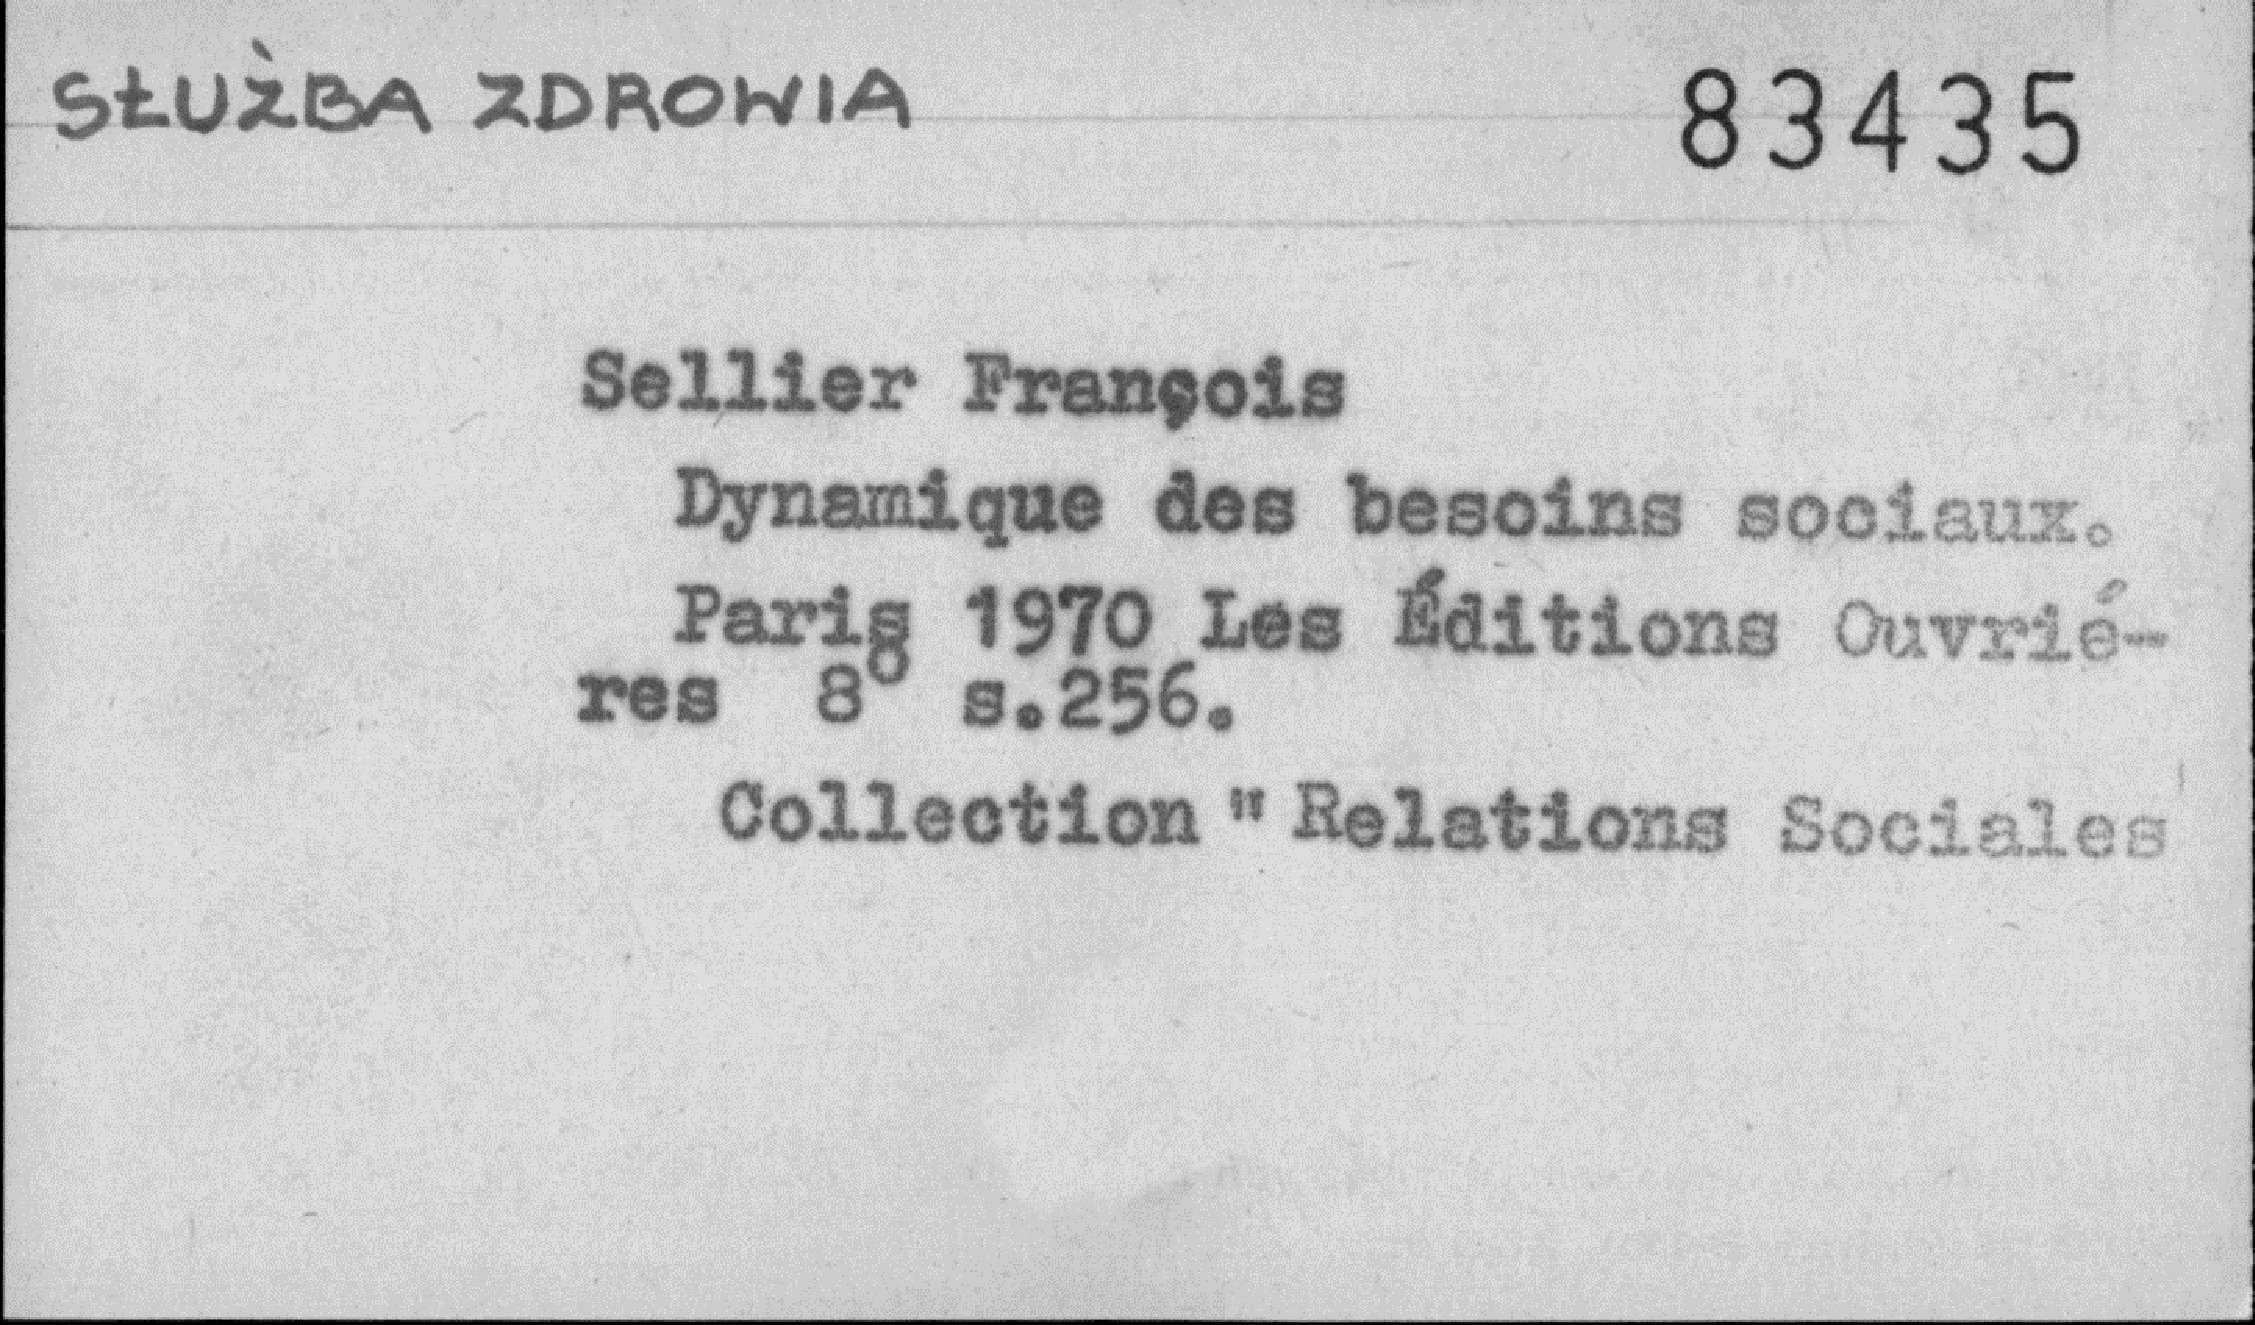 SŁUŻBA ZDROWIA 83435
Sellier François
Dynamique des besoins sociaux.
Paris 1970 Les Éditions Ouvrié-
res 8° s.256.
Collection "Relations Sociales